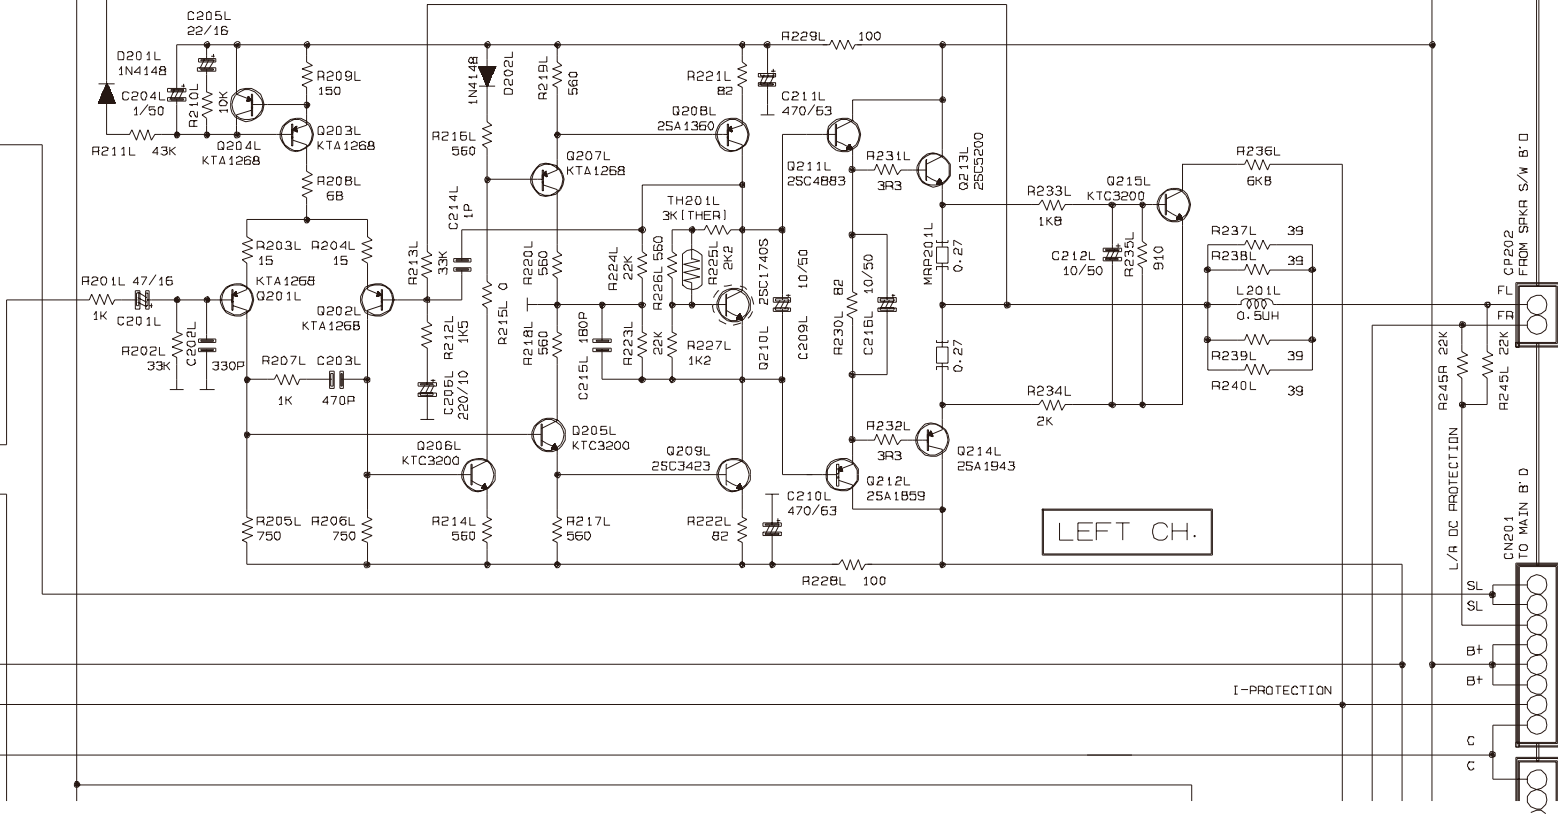 C205L
22/16
D201L
1N4148
C204L
1/50
R210L
10K
R209L
150
Q203L
KTA1268
Q204L
KTA1268
R211L 43K
R208L
68
R203L
15
R204L
15
KTA1268
Q201L
R201L 47/16
1K
C201L
R202L
33K
C202L
330P
R207L
1K
C203L
470P
Q202L
KTA1268
R205L
750
R206L
750
1N4148
D202L
R216L
560
C214L
1P
R213L
33K
R212L
1K5
C206L
220/10
R215L 0
Q206L
KTC3200
R214L
560
R219L
560
Q207L
KTA1268
R220L
560
R218L
560
C215L 180P
Q205L
KTC3200
R217L
560
R221L
82
Q208L
2SA1360
TH201L
3K(THER)
R224L
22K
R226L 560
R225L
2K2
R223L
22K
R227L
1K2
Q210L 2SC1740S
C209L 10/50
Q209L
2SC3423
R222L
82
C211L
470/63
R229L 100
Q211L
2SC4883
R231L
3R3
Q213L
2SC5200
R230L 82
C216L 10/50
MRP201L
0.27
0.27
R232L
3R3
Q212L
2SA1859
Q214L
2SA1943
C210L
470/63
R228L 100
R233L
1K8
Q215L
KTC3200
C212L
10/50
R235L
910
R234L
2K
R236L
6K8
R237L 39
R238L 39
L201L
0.5UH
R239L 39
R240L 39
LEFT CH.
CP202
FROM SPKR S/W B'D
FL
FR
R245R 22K
R245L 22K
L/R DC PROTECTION
CN201
TO MAIN B'D
SL
SL
B+
B+
I-PROTECTION
C
C